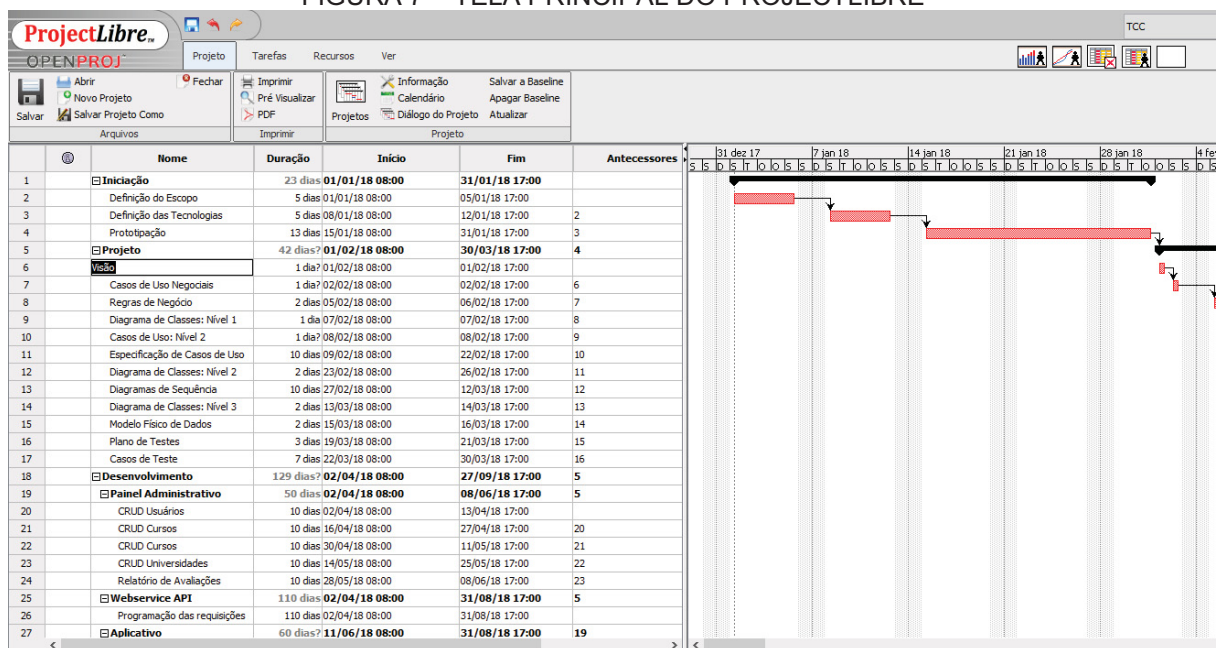 FIGURA 7 – TELA PRINCIPAL DO PROJECTLIBRE
ProjectLibre™
OPENPROJ
TCC
Projeto Tarefas Recursos Ver
Salvar
Abrir
Novo Projeto
Salvar Projeto Como
Fechar
Arquivos
Imprimir
Pré Visualizar
PDF
Imprimir
Projetos
Informação
Calendário
Diálogo do Projeto
Salvar a Baseline
Apagar Baseline
Atualizar
Projeto
Nome Duração Início Fim Antecessores
31 dez 17 7 jan 18 14 jan 18 21 jan 18 28 jan 18
S S D S T Q Q S S D S T Q Q S S D S T Q Q S S D S T Q Q S S D S T Q Q S S D S
1 Iniciação 23 dias 01/01/18 08:00 31/01/18 17:00
2 Definição do Escopo 5 dias 01/01/18 08:00 05/01/18 17:00
3 Definição das Tecnologias 5 dias 08/01/18 08:00 12/01/18 17:00 2
4 Prototipação 13 dias 15/01/18 08:00 31/01/18 17:00 3
5 Projeto 42 dias? 01/02/18 08:00 30/03/18 17:00 4
6 Visão 1 dia? 01/02/18 08:00 01/02/18 17:00
7 Casos de Uso Negociais 1 dia? 02/02/18 08:00 02/02/18 17:00 6
8 Regras de Negócio 2 dias 05/02/18 08:00 06/02/18 17:00 7
9 Diagrama de Classes: Nível 1 1 dia 07/02/18 08:00 07/02/18 17:00 8
10 Casos de Uso: Nível 2 1 dia? 08/02/18 08:00 08/02/18 17:00 9
11 Especificação de Casos de Uso 10 dias 09/02/18 08:00 22/02/18 17:00 10
12 Diagrama de Classes: Nível 2 2 dias 23/02/18 08:00 26/02/18 17:00 11
13 Diagramas de Sequência 10 dias 27/02/18 08:00 12/03/18 17:00 12
14 Diagrama de Classes: Nível 3 2 dias 13/03/18 08:00 14/03/18 17:00 13
15 Modelo Físico de Dados 2 dias 15/03/18 08:00 16/03/18 17:00 14
16 Plano de Testes 3 dias 19/03/18 08:00 21/03/18 17:00 15
17 Casos de Teste 7 dias 22/03/18 08:00 30/03/18 17:00 16
18 Desenvolvimento 129 dias? 02/04/18 08:00 27/09/18 17:00 5
19 Painel Administrativo 50 dias 02/04/18 08:00 08/06/18 17:00 5
20 CRUD Usuários 10 dias 02/04/18 08:00 13/04/18 17:00
21 CRUD Cursos 10 dias 16/04/18 08:00 27/04/18 17:00 20
22 CRUD Cursos 10 dias 30/04/18 08:00 11/05/18 17:00 21
23 CRUD Universidades 10 dias 14/05/18 08:00 25/05/18 17:00 22
24 Relatório de Avaliações 10 dias 28/05/18 08:00 08/06/18 17:00 23
25 Webservice API 110 dias 02/04/18 08:00 31/08/18 17:00 5
26 Programação das requisições 110 dias 02/04/18 08:00 31/08/18 17:00
27 Aplicativo 60 dias? 11/06/18 08:00 31/08/18 17:00 19